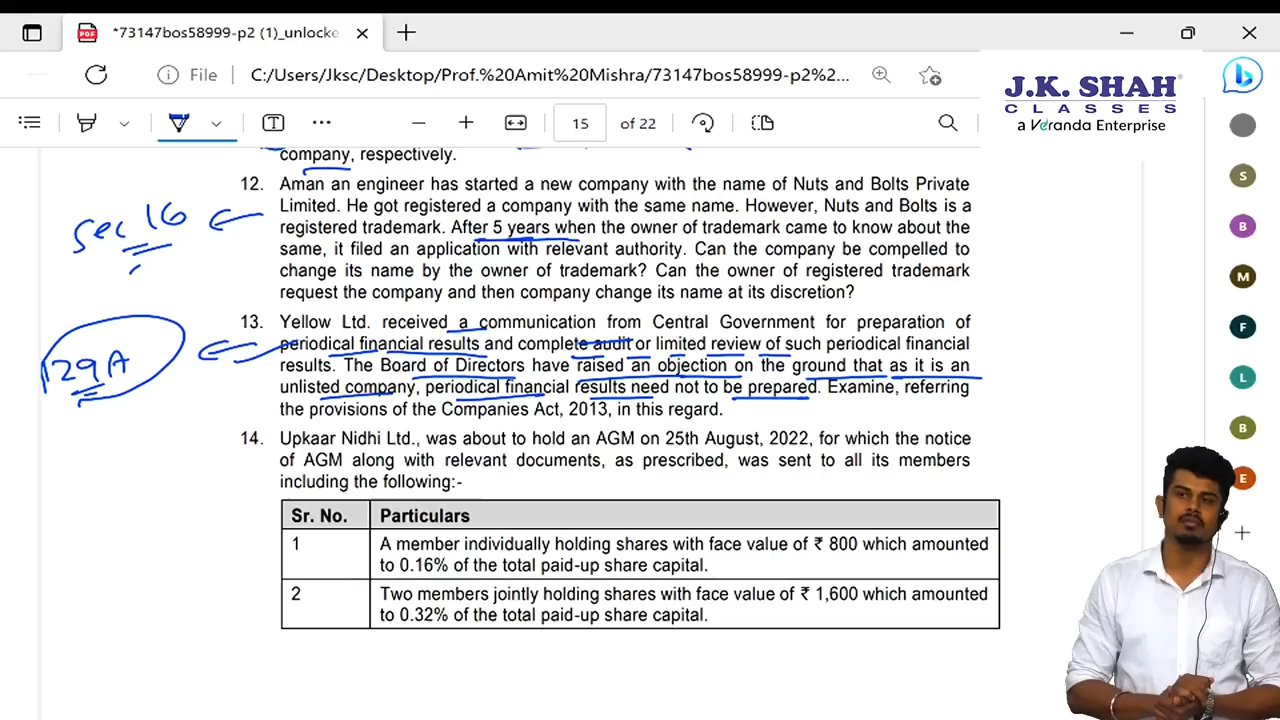 *73147bos58999-p2 (1)_unlocke
File
C:/Users/Jksc/Desktop/Prof.%20Amit%20Mishra/73147bos58999-p2%2...
J.K. SHAH
CLASSES
a Veranda Enterprise
15 of 22
company, respectively.
12. Aman an engineer has started a new company with the name of Nuts and Bolts Private
Limited. He got registered a company with the same name. However, Nuts and Bolts is a
registered trademark. After 5 years when the owner of trademark came to know about the
same, it filed an application with relevant authority. Can the company be compelled to
change its name by the owner of trademark? Can the owner of registered trademark
request the company and then company change its name at its discretion?
Sec 16
13. Yellow Ltd. received a communication from Central Government for preparation of
periodical financial results and complete audit or limited review of such periodical financial
results. The Board of Directors have raised an objection on the ground that as it is an
unlisted company, periodical financial results need not to be prepared. Examine, referring
the provisions of the Companies Act, 2013, in this regard.
129A
14. Upkaar Nidhi Ltd., was about to hold an AGM on 25th August, 2022, for which the notice
of AGM along with relevant documents, as prescribed, was sent to all its members
including the following:-
Sr. No. Particulars
1 A member individually holding shares with face value of ₹ 800 which amounted
to 0.16% of the total paid-up share capital.
2 Two members jointly holding shares with face value of ₹ 1,600 which amounted
to 0.32% of the total paid-up share capital.
S
B
M
F
L
B
E